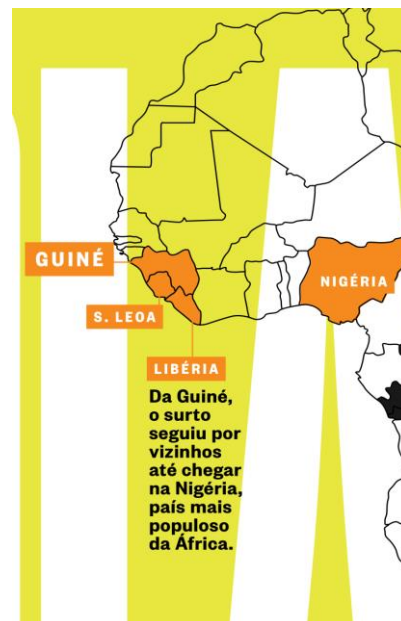 GUINÉ
NIGÉRIA
S. LEOA
LIBÉRIA
Da Guiné,
o surto
seguiu por
vizinhos
até chegar
na Nigéria,
país mais
populoso
da África.